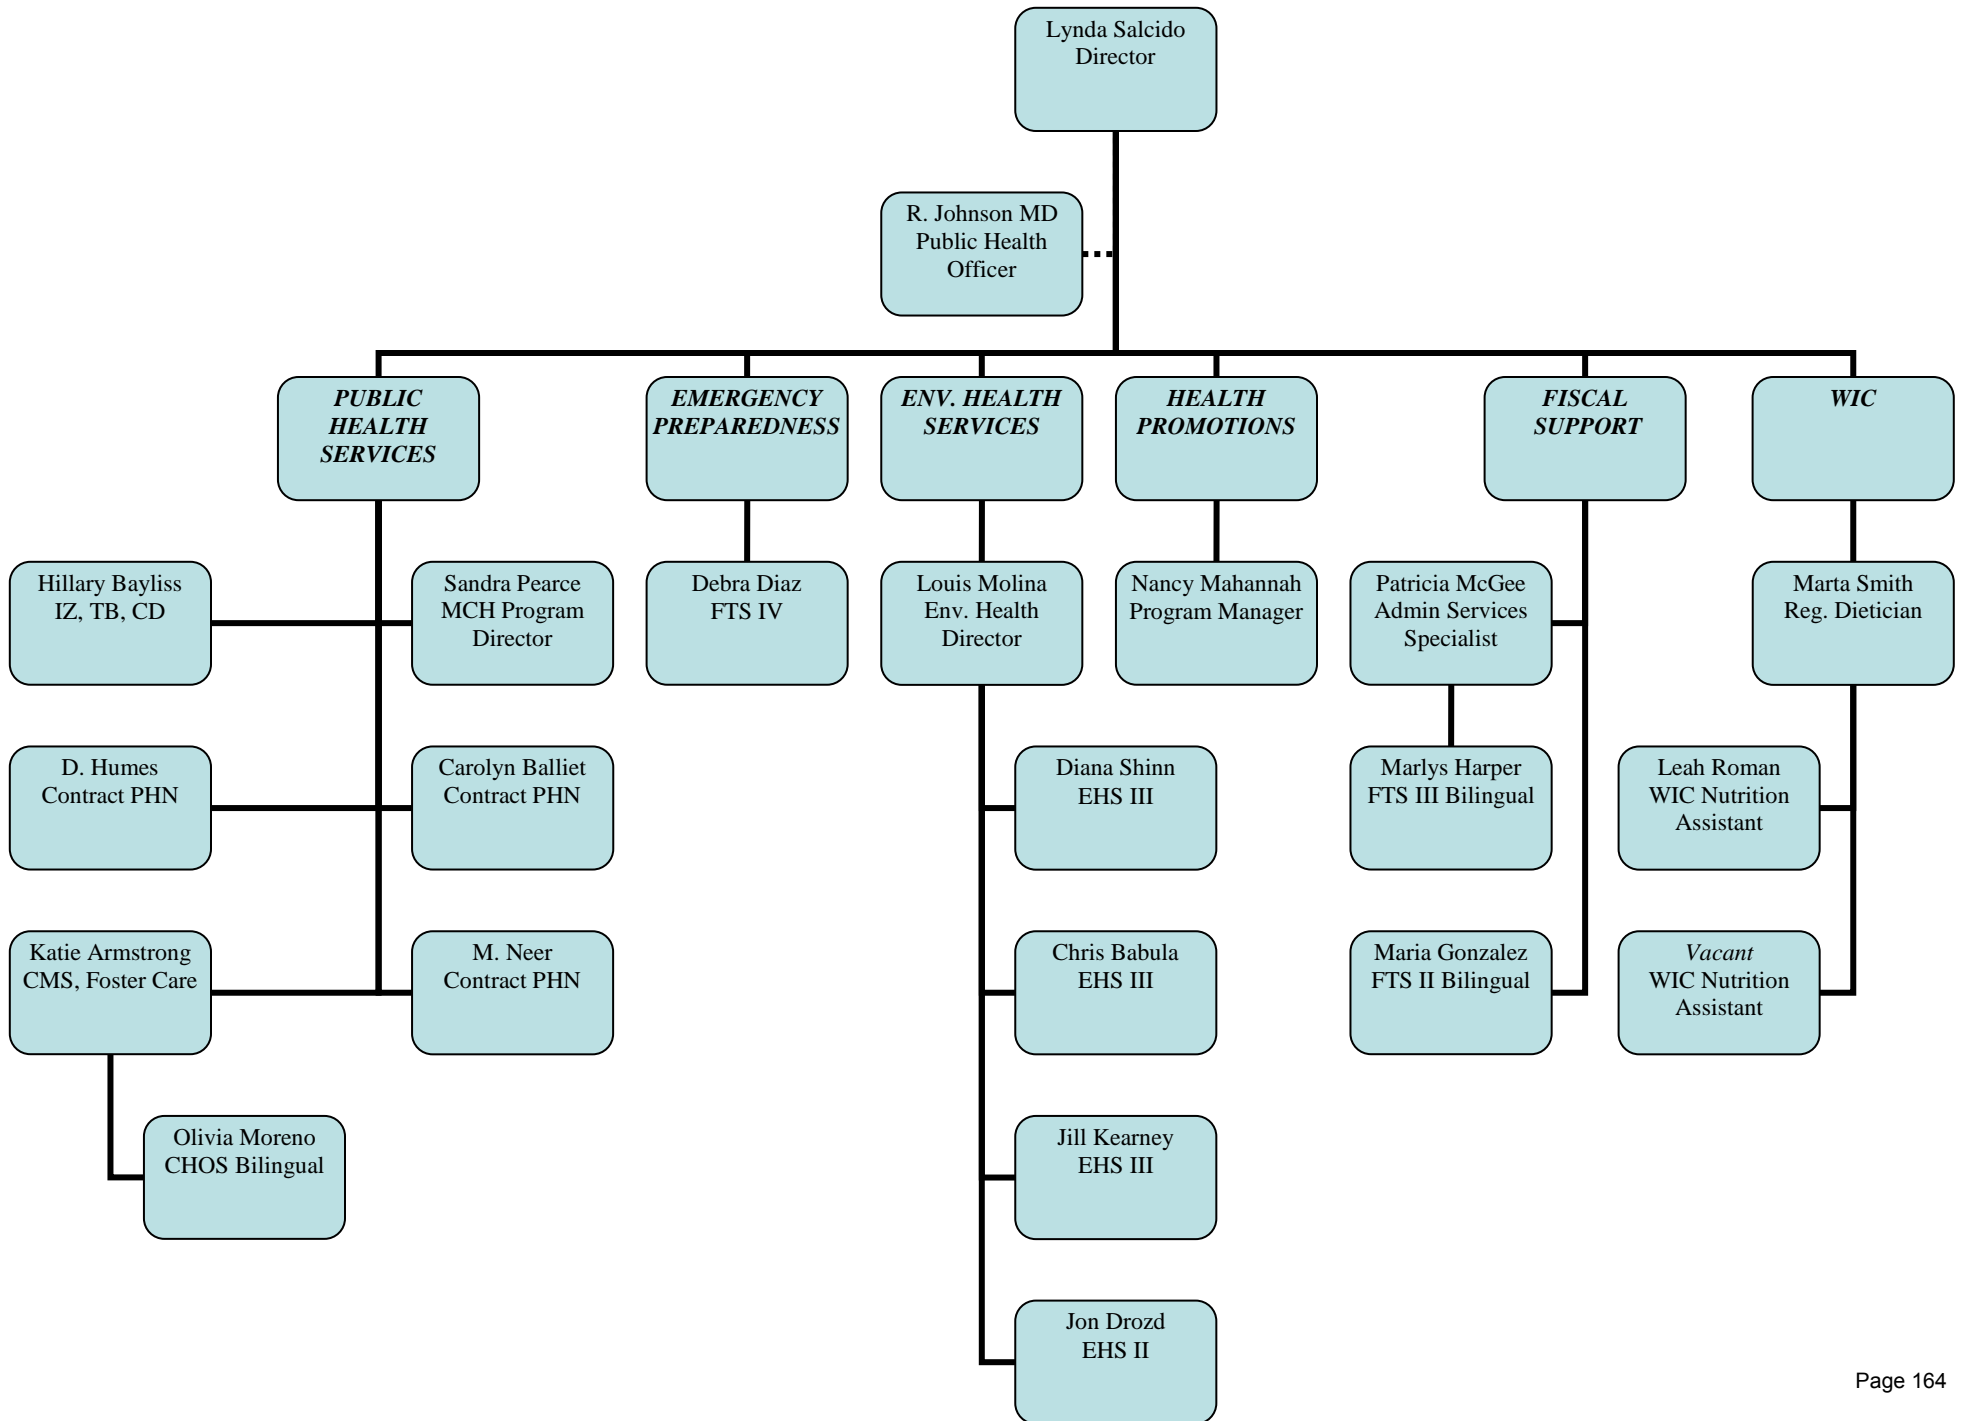 Lynda Salcido
Director
R. Johnson MD
Public Health
Officer
PUBLIC
HEALTH
SERVICES
EMERGENCY
PREPAREDNESS
ENV. HEALTH
SERVICES
HEALTH
PROMOTIONS
FISCAL
SUPPORT
WIC
Hillary Bayliss
IZ, TB, CD
Sandra Pearce
MCH Program
Director
Debra Diaz
FTS IV
Louis Molina
Env. Health
Director
Nancy Mahannah
Program Manager
Patricia McGee
Admin Services
Specialist
Marta Smith
Reg. Dietician
D. Humes
Contract PHN
Carolyn Balliet
Contract PHN
Diana Shinn
EHS III
Marlys Harper
FTS III Bilingual
Leah Roman
WIC Nutrition
Assistant
Katie Armstrong
CMS, Foster Care
M. Neer
Contract PHN
Chris Babula
EHS III
Maria Gonzalez
FTS II Bilingual
Vacant
WIC Nutrition
Assistant
Olivia Moreno
CHOS Bilingual
Jill Kearney
EHS III
Jon Drozd
EHS II
Page 164